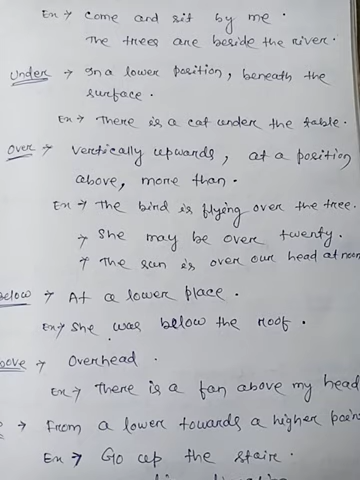 Ex → Come and sit by me.
The trees are beside the river.
Under → In a lower position, beneath the
surface.
Ex → There is a cat under the table.
Over → Vertically upwards, at a position
above, more than.
Ex → The bird is flying over the tree.
→ She may be over twenty.
→ The sun is over our head at noon
Below → At a lower place.
Ex → She was below the roof.
bove → Overhead.
Ex → There is a fan above my head
→ From a lower towards a higher poin
Ex → Go up the stair.